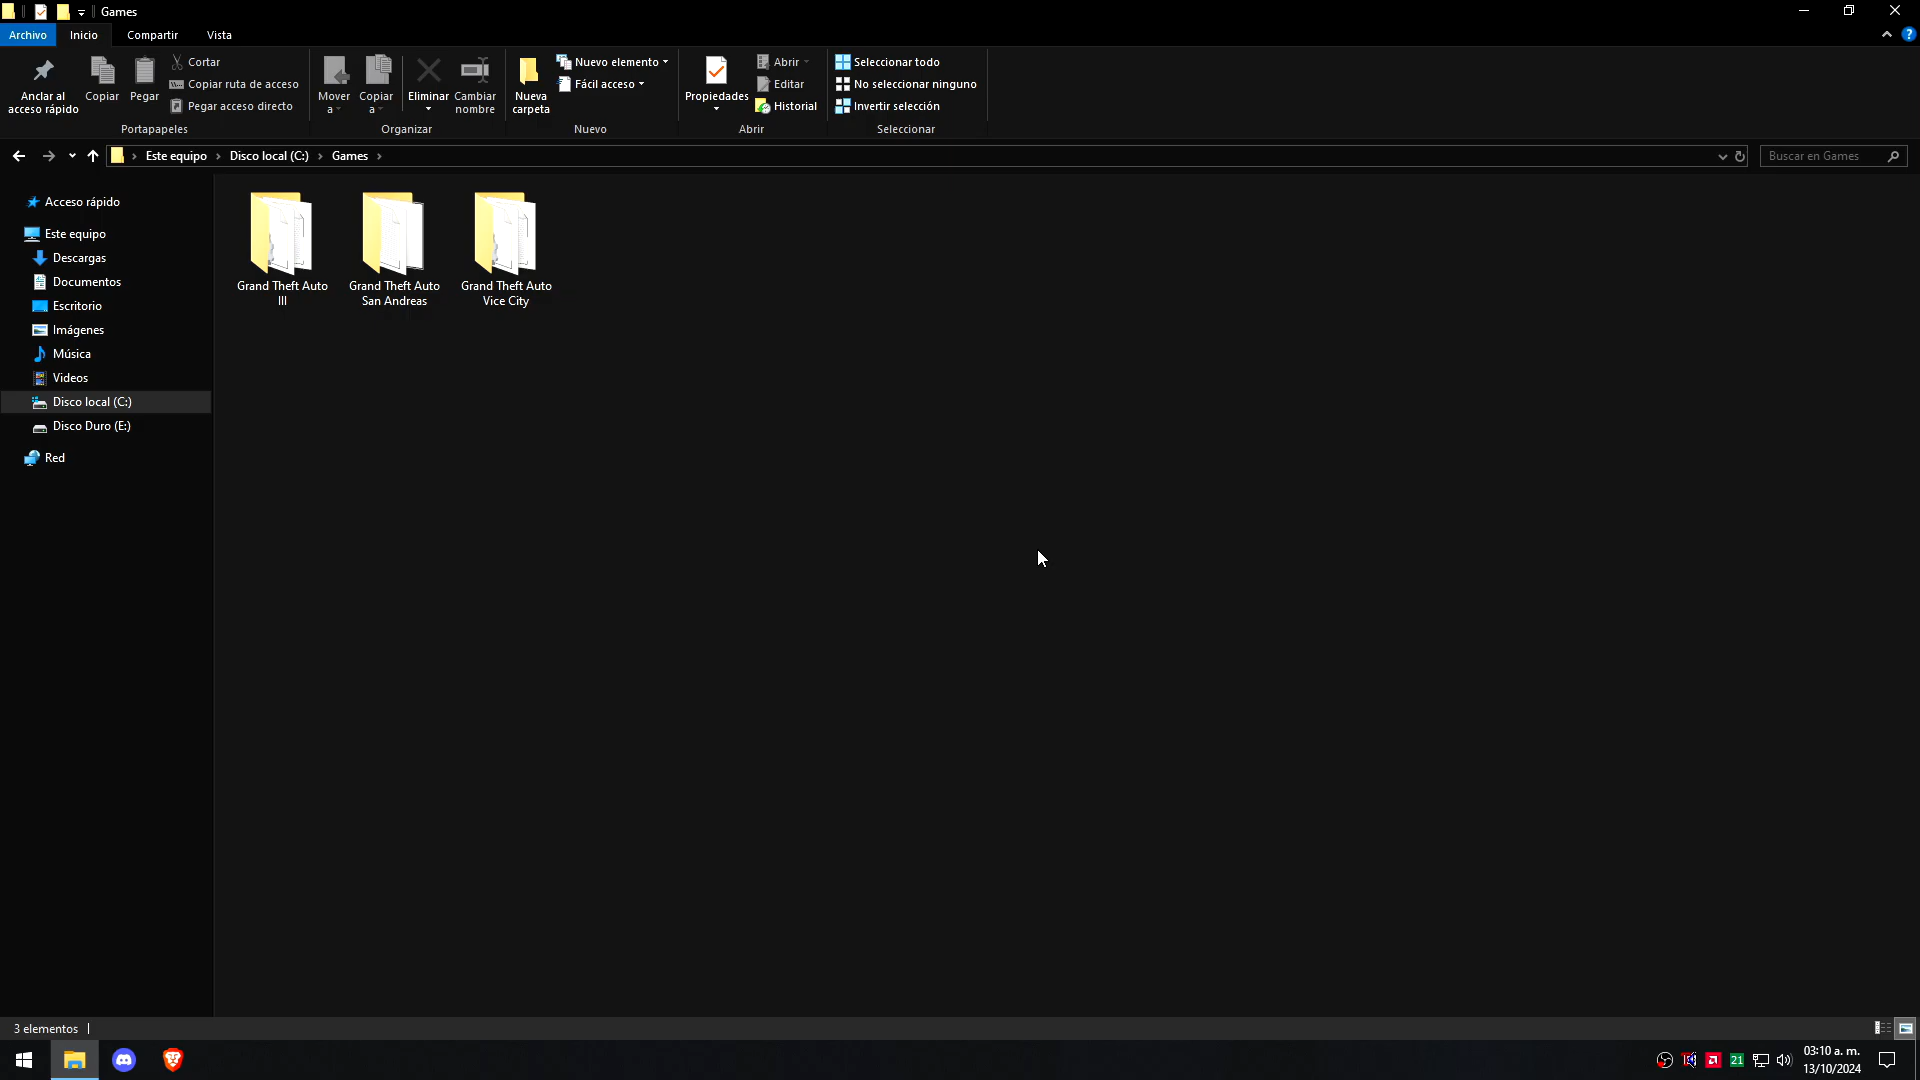 Games
Archivo
Inicio
Compartir
Vista
Anclar al
acceso rápido
Copiar
Pegar
Cortar
Copiar ruta de acceso
Pegar acceso directo
Portapapeles
Mover
a
Copiar
a
Eliminar
Cambiar
nombre
Organizar
Nueva
carpeta
Nuevo elemento
Fácil acceso
Nuevo
Propiedades
Abrir
Editar
Historial
Abrir
Seleccionar todo
No seleccionar ninguno
Invertir selección
Seleccionar
Este equipo
Disco local (C:)
Games
Buscar en Games
Acceso rápido
Este equipo
Descargas
Documentos
Escritorio
Imágenes
Música
Videos
Disco local (C:)
Disco Duro (E:)
Red
Grand Theft Auto
III
Grand Theft Auto
San Andreas
Grand Theft Auto
Vice City
3 elementos
21
03:10 a. m.
13/10/2024